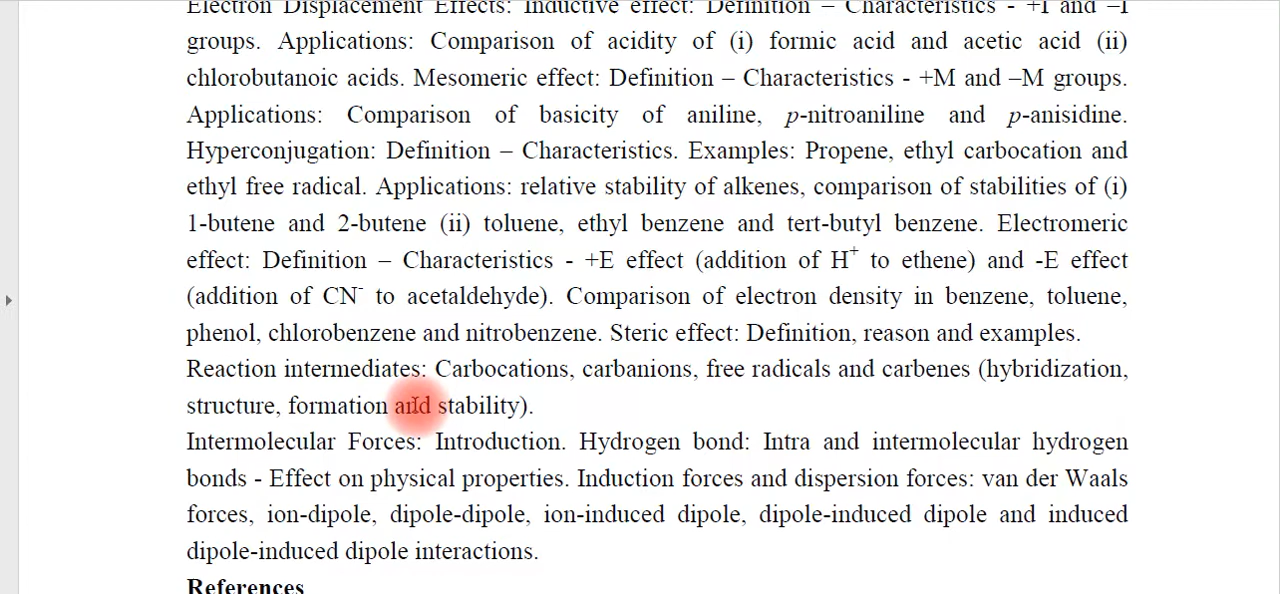 Electron Displacement Effects: Inductive effect: Definition – Characteristics - +I and –I
groups. Applications: Comparison of acidity of (i) formic acid and acetic acid (ii)
chlorobutanoic acids. Mesomeric effect: Definition – Characteristics - +M and –M groups.
Applications: Comparison of basicity of aniline, p-nitroaniline and p-anisidine.
Hyperconjugation: Definition – Characteristics. Examples: Propene, ethyl carbocation and
ethyl free radical. Applications: relative stability of alkenes, comparison of stabilities of (i)
1-butene and 2-butene (ii) toluene, ethyl benzene and tert-butyl benzene. Electromeric
effect: Definition – Characteristics - +E effect (addition of H⁺ to ethene) and -E effect
(addition of CN⁻ to acetaldehyde). Comparison of electron density in benzene, toluene,
phenol, chlorobenzene and nitrobenzene. Steric effect: Definition, reason and examples.
Reaction intermediates: Carbocations, carbanions, free radicals and carbenes (hybridization,
structure, formation and stability).
Intermolecular Forces: Introduction. Hydrogen bond: Intra and intermolecular hydrogen
bonds - Effect on physical properties. Induction forces and dispersion forces: van der Waals
forces, ion-dipole, dipole-dipole, ion-induced dipole, dipole-induced dipole and induced
dipole-induced dipole interactions.
References